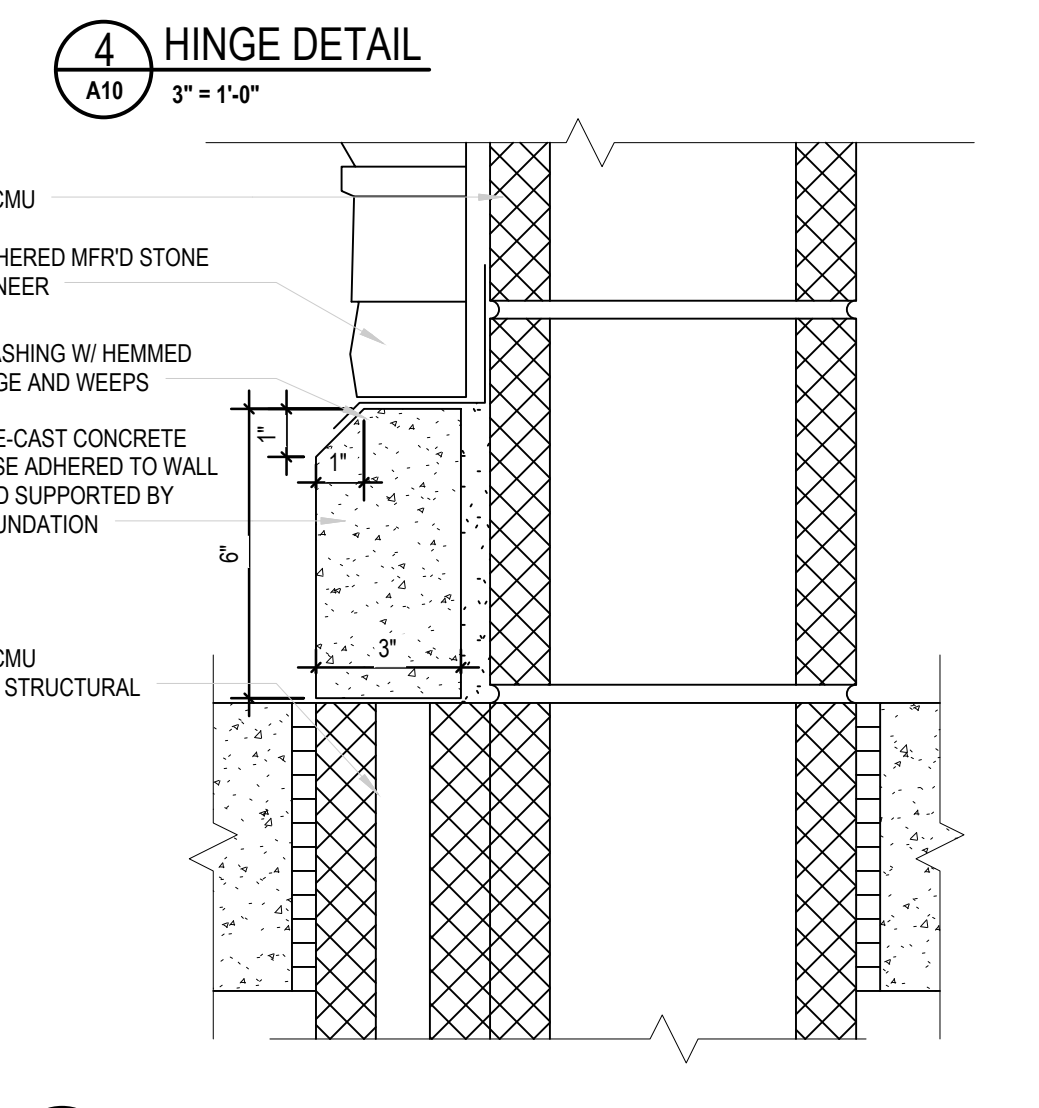 4
HINGE DETAIL
A10
3" = 1'-0"
CMU
HERED MFR'D STONE
NEER
ASHING W/ HEMMED
GE AND WEEPS
E-CAST CONCRETE
SE ADHERED TO WALL
D SUPPORTED BY
UNDATION
1"
1"
6"
3"
CMU
STRUCTURAL